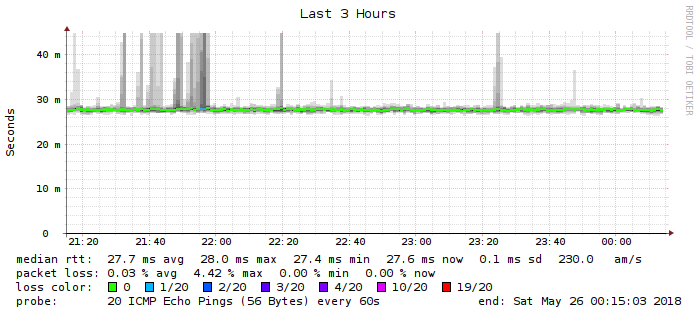 Last 3 Hours
RRDTOOL / TOBI OETIKER
Seconds
40 m
30 m
20 m
10 m
0
21:20 21:40 22:00 22:20 22:40 23:00 23:20 23:40 00:00
median rtt: 27.7 ms avg 28.0 ms max 27.4 ms min 27.6 ms now 0.1 ms sd 230.0 am/s
packet loss: 0.03 % avg 4.42 % max 0.00 % min 0.00 % now
loss color: 0 1/20 2/20 3/20 4/20 10/20 19/20
probe: 20 ICMP Echo Pings (56 Bytes) every 60s end: Sat May 26 00:15:03 2018